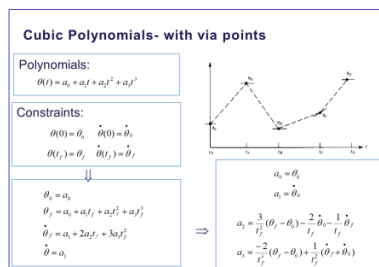 Cubic Polynomials- with via points
Polynomials:
θ(t) = a₀ + a₁t + a₂t² + a₃t³
Constraints:
θ(0) = θ₀    θ̇(0) = θ̇₀
θ(t_f) = θ_f    θ̇(t_f) = θ̇_f
⇓
θ₀ = a₀
θ_f = a₀ + a₁t_f + a₂t_f² + a₃t_f³
θ̇_f = a₁ + 2a₂t_f + 3a₃t_f²
θ̇ = a₁
⇒
a₀ = θ₀
a₁ = θ̇₀
a₂ = 3/t_f² (θ_f − θ₀) − 2/t_f θ̇₀ − 1/t_f θ̇_f
a₃ = −2/t_f³ (θ_f − θ₀) + 1/t_f² (θ̇_f + θ̇₀)